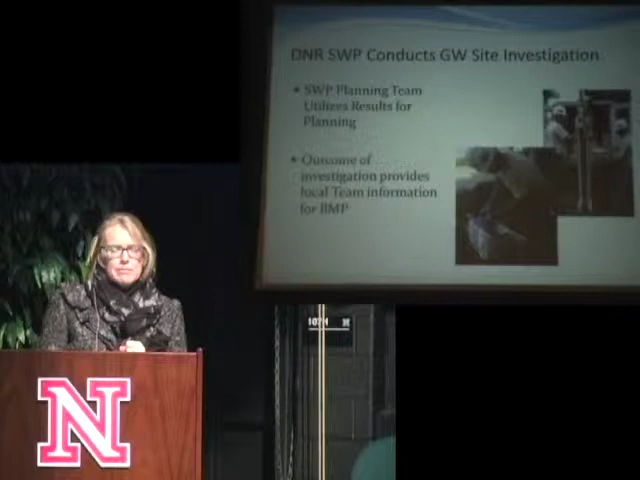 DNR SWP Conducts GW Site Investigation
• SWP Planning Team
Utilizes Results for
Planning
• Outcome of
investigation provides
local Team information
for BMP
N